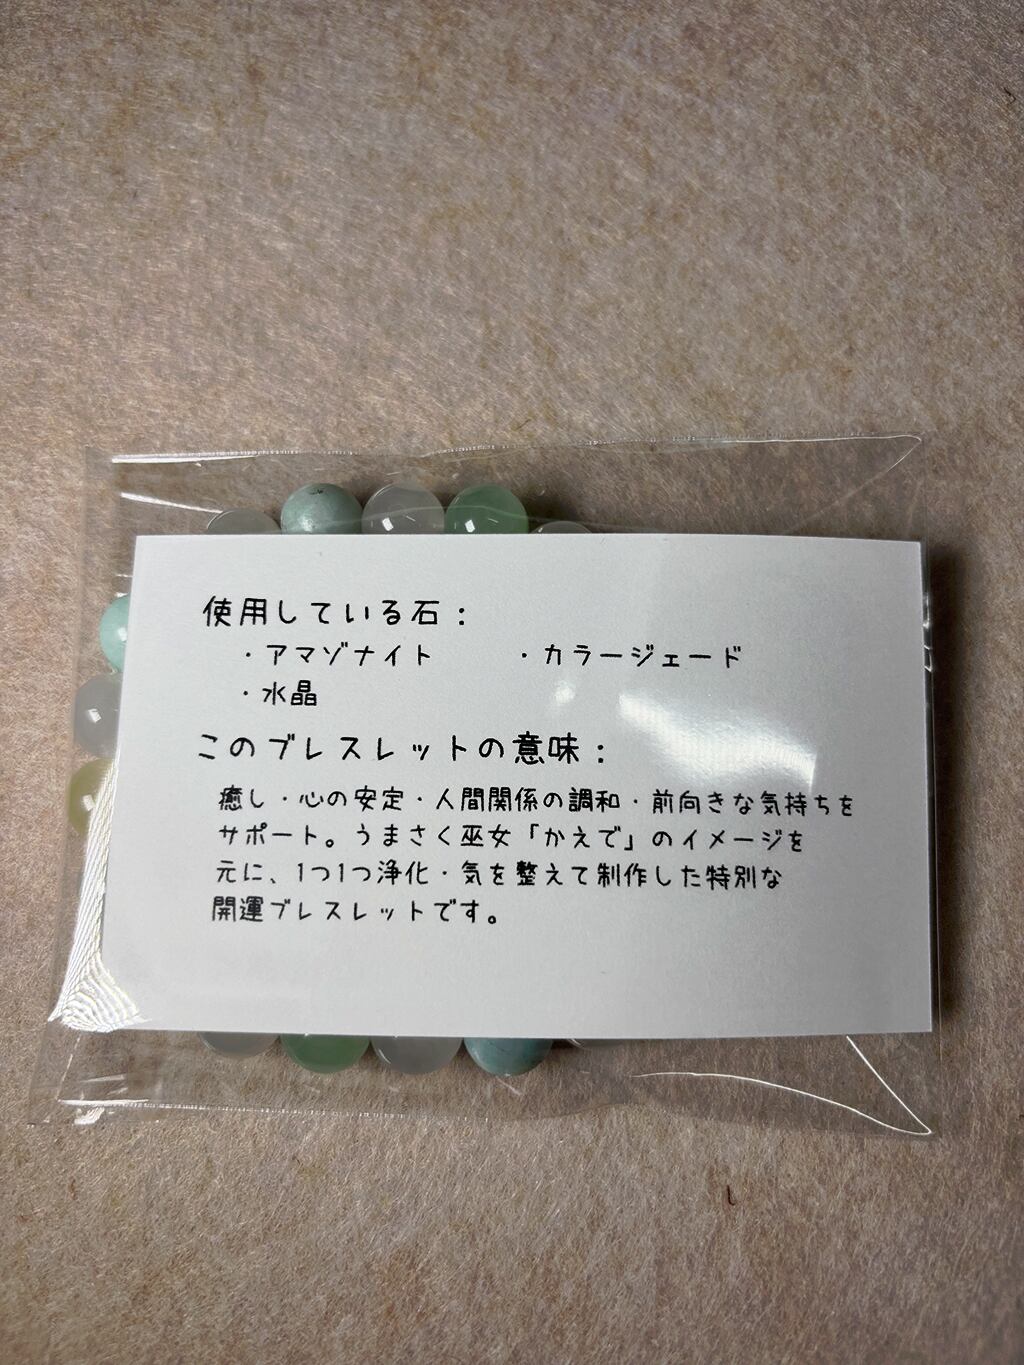 使用している石：
・アマゾナイト　・カラージェード
・水晶
このブレスレットの意味：
癒し・心の安定・人間関係の調和・前向きな気持ちを
サポート。うまさく巫女「かえで」のイメージを
元に、1つ1つ浄化・気を整えて制作した特別な
開運ブレスレットです。